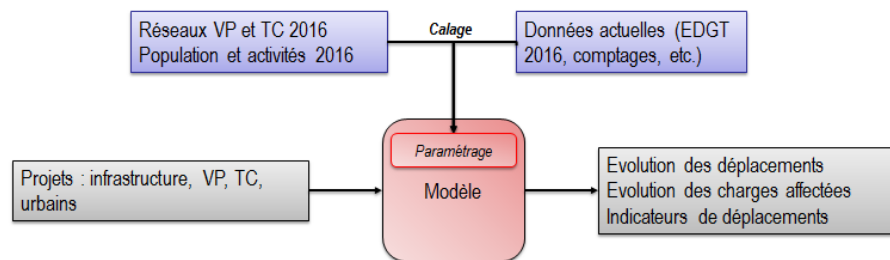 Réseaux VP et TC 2016
Population et activités 2016
Calage
Données actuelles (EDGT
2016, comptages, etc.)
Paramétrage
Modèle
Projets : infrastructure, VP, TC,
urbains
Evolution des déplacements
Evolution des charges affectées
Indicateurs de déplacements